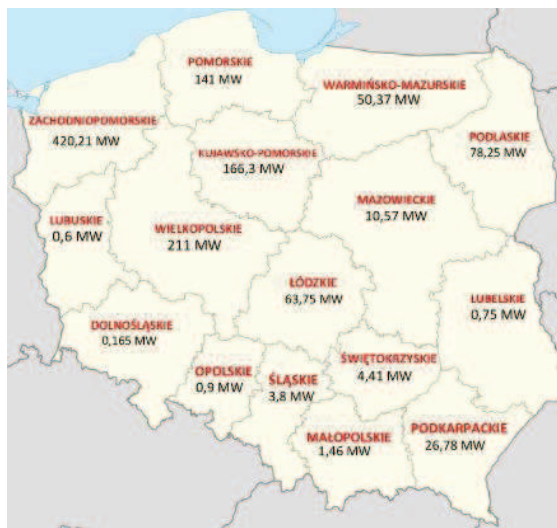 POMORSKIE
141 MW
WARMIŃSKO-MAZURSKIE
50,37 MW
ZACHODNIOPOMORSKIE
420,21 MW
PODLASKIE
78,25 MW
KUJAWSKO-POMORSKIE
166,3 MW
MAZOWIECKIE
10,57 MW
LUBUSKIE
0,6 MW
WIELKOPOLSKIE
211 MW
ŁÓDZKIE
63,75 MW
LUBELSKIE
0,75 MW
DOLNOŚLĄSKIE
0,165 MW
ŚWIĘTOKRZYSKIE
4,41 MW
OPOLSKIE
0,9 MW
ŚLĄSKIE
3,8 MW
MAŁOPOLSKIE
1,46 MW
PODKARPACKIE
26,78 MW